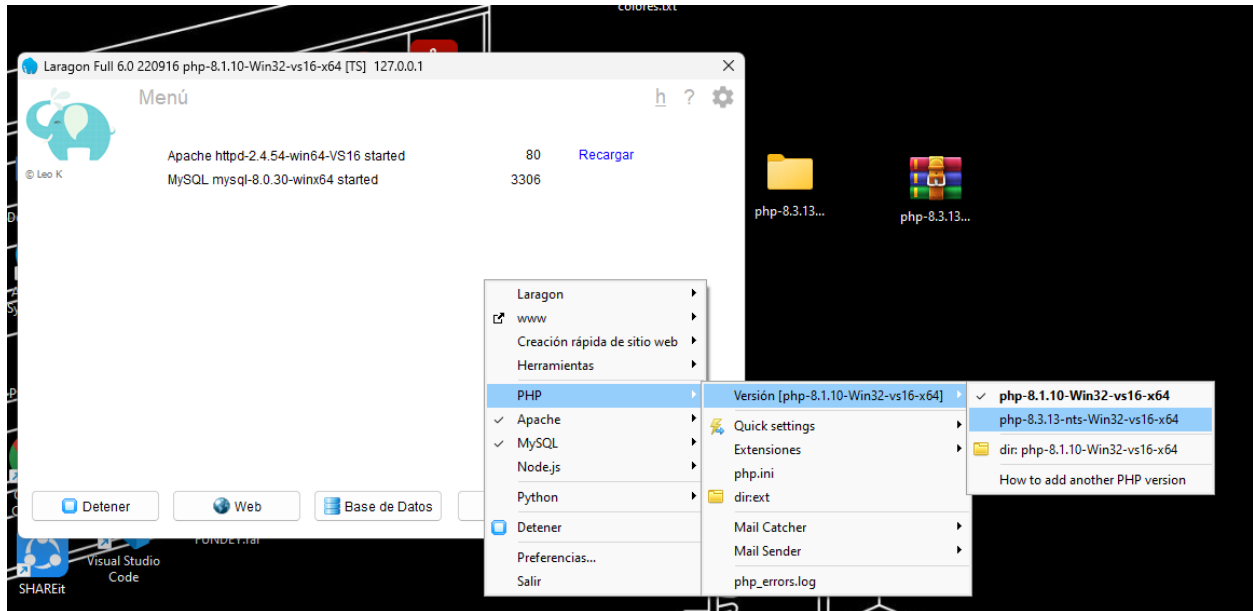 colores.txt
Laragon Full 6.0 220916 php-8.1.10-Win32-vs16-x64 [TS] 127.0.0.1
Menú
h ?
© Leo K
Apache httpd-2.4.54-win64-VS16 started 80 Recargar
MySQL mysql-8.0.30-winx64 started 3306
php-8.3.13...
php-8.3.13...
Laragon
www
Creación rápida de sitio web
Herramientas
PHP
Apache
MySQL
Node.js
Python
Detener
Preferencias...
Salir
Versión [php-8.1.10-Win32-vs16-x64]
Quick settings
Extensiones
php.ini
dir:ext
Mail Catcher
Mail Sender
php_errors.log
php-8.1.10-Win32-vs16-x64
php-8.3.13-nts-Win32-vs16-x64
dir: php-8.1.10-Win32-vs16-x64
How to add another PHP version
Detener
Web
Base de Datos
FUNDEY.rar
SHAREit
Visual Studio
Code